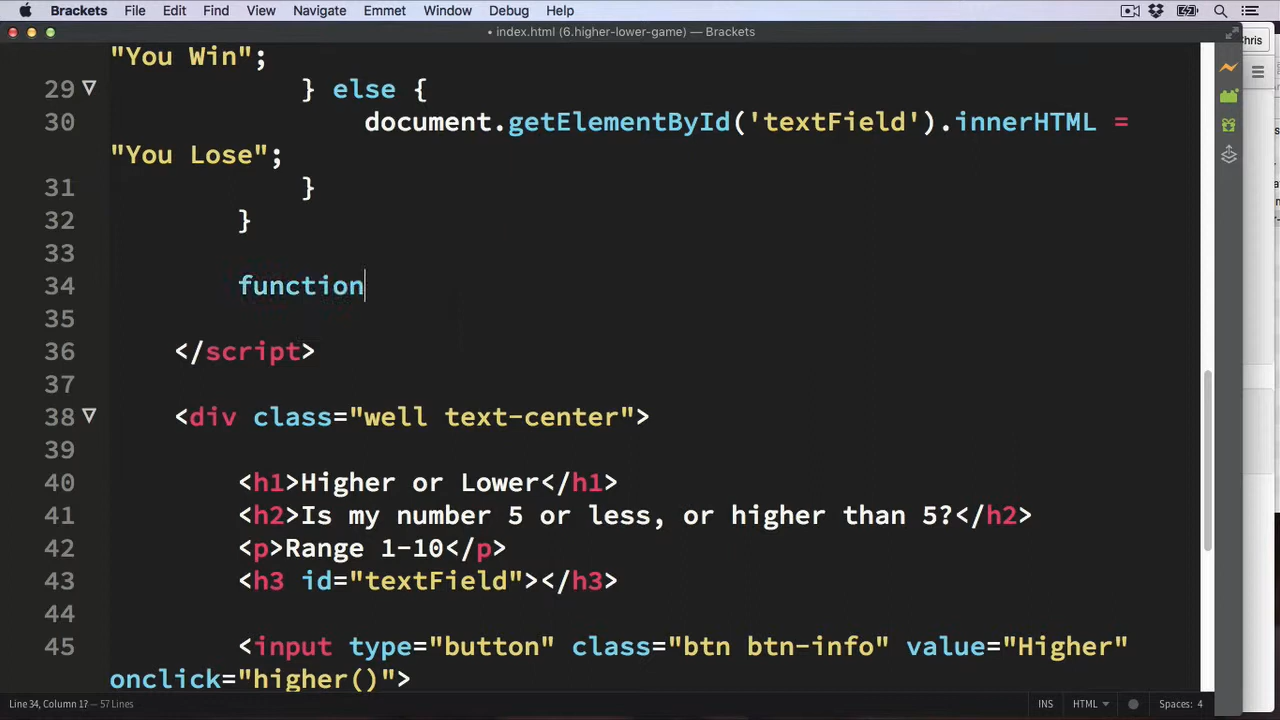 Brackets File Edit Find View Navigate Emmet Window Debug Help
• index.html (6.higher-lower-game) — Brackets
Chris
"You Win";
29 } else {
30 document.getElementById('textField').innerHTML =
"You Lose";
31 }
32 }
33
34 function
35
36 </script>
37
38 <div class="well text-center">
39
40 <h1>Higher or Lower</h1>
41 <h2>Is my number 5 or less, or higher than 5?</h2>
42 <p>Range 1-10</p>
43 <h3 id="textField"></h3>
44
45 <input type="button" class="btn btn-info" value="Higher"
onclick="higher()">
Line 34, Column 17 — 57 Lines INS HTML Spaces: 4